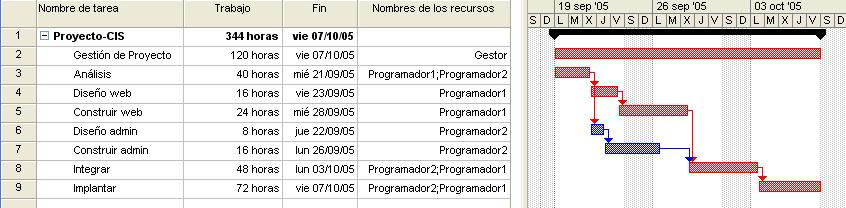 Nombre de tarea Trabajo Fin Nombres de los recursos
19 sep '05 26 sep '05 03 oct '05
S D L M X J V S D L M X J V S D L M X J V S D
1 Proyecto-CIS 344 horas vie 07/10/05
2 Gestión de Proyecto 120 horas vie 07/10/05 Gestor
3 Análisis 40 horas mié 21/09/05 Programador1;Programador2
4 Diseño web 16 horas vie 23/09/05 Programador1
5 Construir web 24 horas mié 28/09/05 Programador1
6 Diseño admin 8 horas jue 22/09/05 Programador2
7 Construir admin 16 horas lun 26/09/05 Programador2
8 Integrar 48 horas lun 03/10/05 Programador2;Programador1
9 Implantar 72 horas vie 07/10/05 Programador2;Programador1